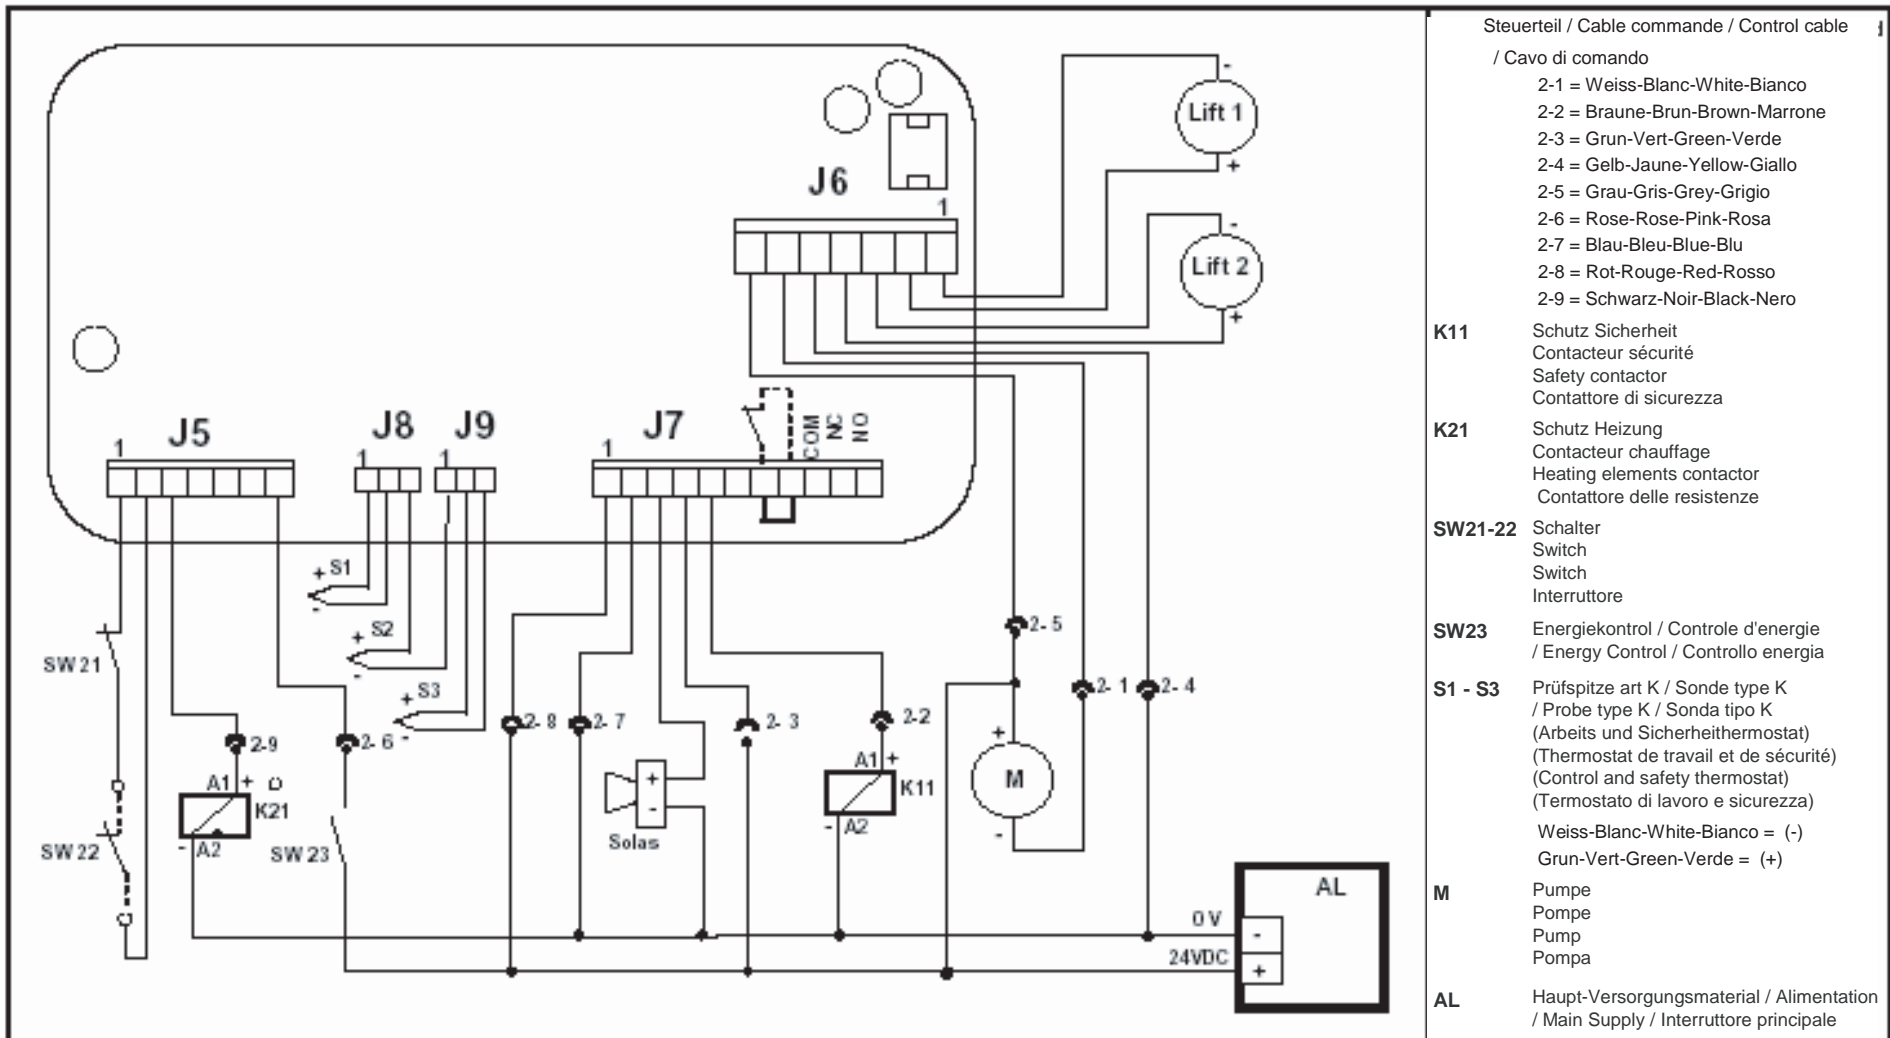 Lift 1
-
+
J6
1
Lift 2
-
+
J5
1
J8
1
J9
1
J7
1
COM
NC
NO
+ S1
-
+ S2
-
+ S3
-
SW 21
SW 22
2-9
A1 +
K21
- A2
2- 6
SW 23
2- 8
2- 7
+
-
Solas
2- 3
2-2
A1 +
K11
- A2
2- 5
+
M
-
2- 1
2- 4
AL
0 V
-
24VDC
+
Steuerteil / Cable commande / Control cable
/ Cavo di comando
2-1 = Weiss-Blanc-White-Bianco
2-2 = Braune-Brun-Brown-Marrone
2-3 = Grun-Vert-Green-Verde
2-4 = Gelb-Jaune-Yellow-Giallo
2-5 = Grau-Gris-Grey-Grigio
2-6 = Rose-Rose-Pink-Rosa
2-7 = Blau-Bleu-Blue-Blu
2-8 = Rot-Rouge-Red-Rosso
2-9 = Schwarz-Noir-Black-Nero
K11 Schutz Sicherheit
Contacteur sécurité
Safety contactor
Contattore di sicurezza
K21 Schutz Heizung
Contacteur chauffage
Heating elements contactor
Contattore delle resistenze
SW21-22 Schalter
Switch
Switch
Interruttore
SW23 Energiekontrol / Controle d'energie
/ Energy Control / Controllo energia
S1 - S3 Prüfspitze art K / Sonde type K
/ Probe type K / Sonda tipo K
(Arbeits und Sicherheithermostat)
(Thermostat de travail et de sécurité)
(Control and safety thermostat)
(Termostato di lavoro e sicurezza)
Weiss-Blanc-White-Bianco = (-)
Grun-Vert-Green-Verde = (+)
M Pumpe
Pompe
Pump
Pompa
AL Haupt-Versorgungsmaterial / Alimentation
/ Main Supply / Interruttore principale